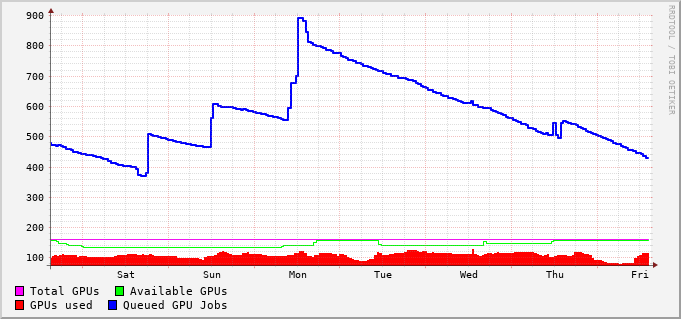 900
800
700
600
500
400
300
200
100
Sat Sun Mon Tue Wed Thu Fri
Total GPUs Available GPUs
GPUs used Queued GPU Jobs
RRDTOOL / TOBI OETIKER